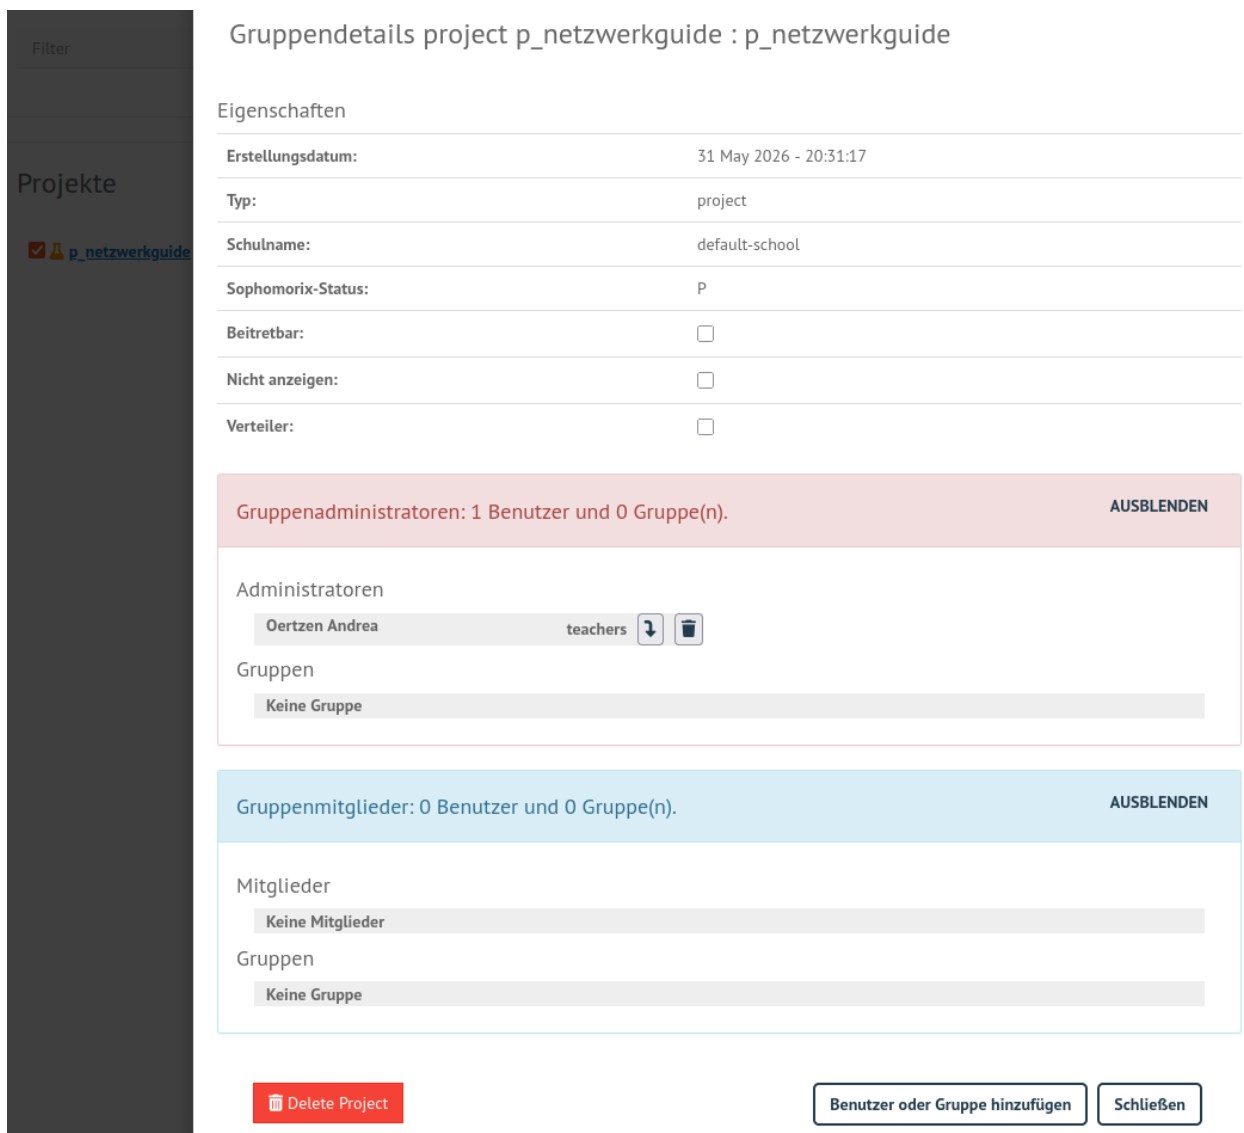 Filter
Projekte
p_netzwerkguide
Gruppendetails project p_netzwerkguide : p_netzwerkguide
Eigenschaften
Erstellungsdatum: 31 May 2026 - 20:31:17
Typ: project
Schulname: default-school
Sophomorix-Status: P
Beitretbar:
Nicht anzeigen:
Verteiler:
Gruppenadministratoren: 1 Benutzer und 0 Gruppe(n). AUSBLENDEN
Administratoren
Oertzen Andrea teachers
Gruppen
Keine Gruppe
Gruppenmitglieder: 0 Benutzer und 0 Gruppe(n). AUSBLENDEN
Mitglieder
Keine Mitglieder
Gruppen
Keine Gruppe
Delete Project Benutzer oder Gruppe hinzufügen Schließen